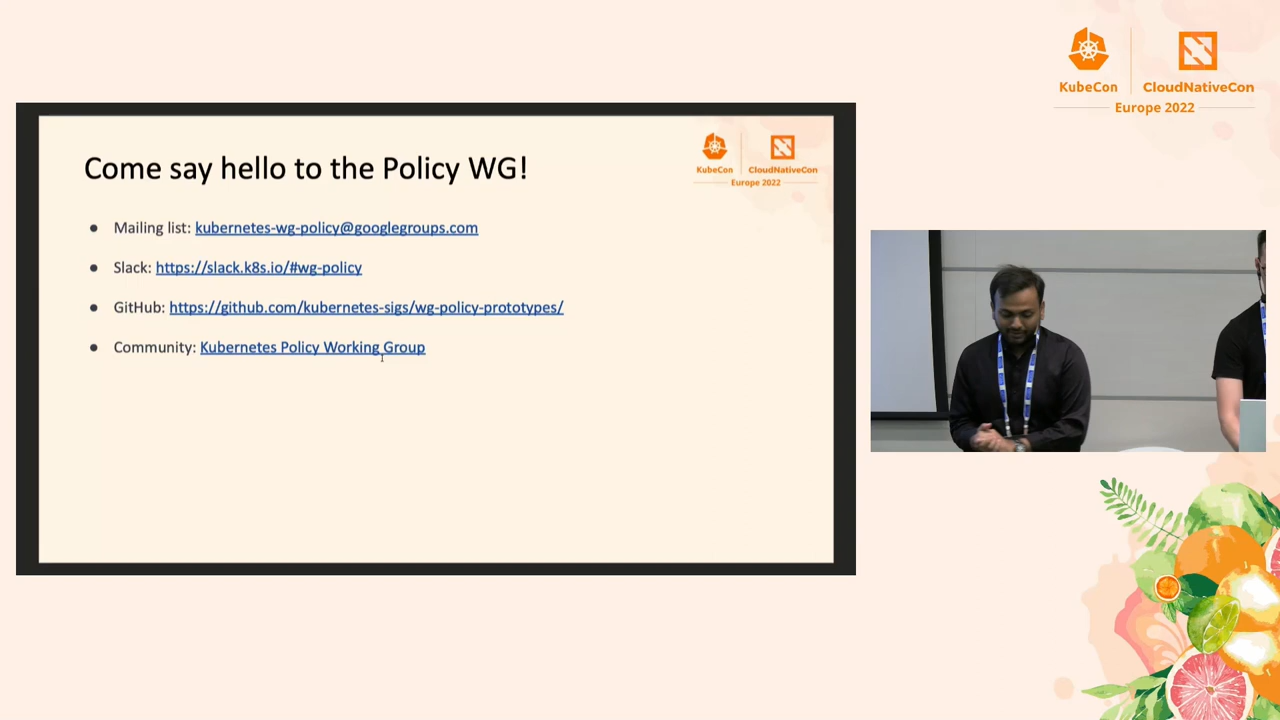 KubeCon
CloudNativeCon
Europe 2022
Come say hello to the Policy WG!
KubeCon
CloudNativeCon
Europe 2022
● Mailing list: kubernetes-wg-policy@googlegroups.com
● Slack: https://slack.k8s.io/#wg-policy
● GitHub: https://github.com/kubernetes-sigs/wg-policy-prototypes/
● Community: Kubernetes Policy Working Group